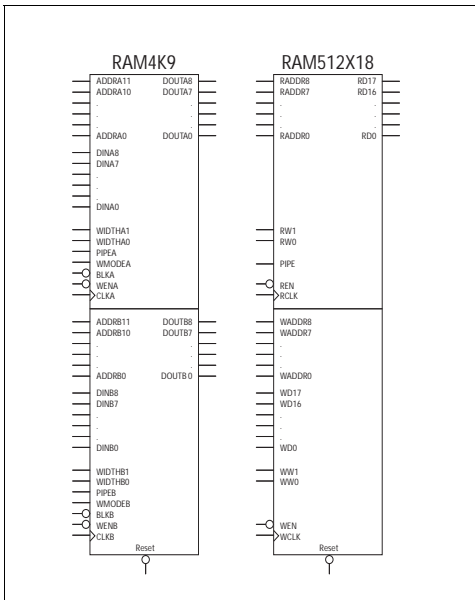 RAM4K9
ADDRA11 DOUTA8
ADDRA10 DOUTA7
. .
. .
. .
ADDRA0 DOUTA0
DINA8
DINA7
.
.
.
DINA0
WIDTHA1
WIDTHA0
PIPEA
WMODEA
BLKA
WENA
CLKA
ADDRB11 DOUTB8
ADDRB10 DOUTB7
. .
. .
. .
ADDRB0 DOUTB0
DINB8
DINB7
.
.
.
DINB0
WIDTHB1
WIDTHB0
PIPEB
WMODEB
BLKB
WENB
CLKB
Reset
RAM512X18
RADDR8 RD17
RADDR7 RD16
. .
. .
. .
RADDR0 RD0
RW1
RW0
PIPE
REN
RCLK
WADDR8
WADDR7
.
.
.
WADDR0
WD17
WD16
.
.
.
WD0
WW1
WW0
WEN
WCLK
Reset